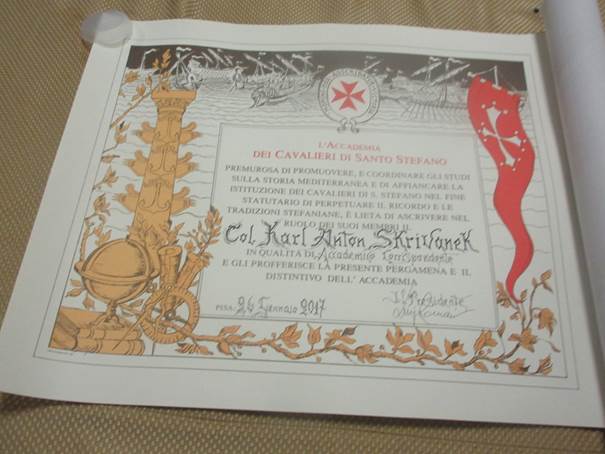 L'ACCADEMIA
DEI CAVALIERI DI SANTO STEFANO
PREMUROSA DI PROMUOVERE, E COORDINARE GLI STUDI
SULLA STORIA MEDITERRANEA E DI AFFIANCARE LA
ISTITUZIONE DEI CAVALIERI DI S. STEFANO NEL FINE
STATUTARIO DI PERPETUARE IL RICORDO E LE
TRADIZIONI STEFANIANE, È LIETA DI ASCRIVERE NEL
RUOLO DEI SUOI MEMBRI IL
Col. Karl Anton Skrivanek
IN QUALITÀ DI Accademico Corrispondente
E GLI PROFFERISCE LA PRESENTE PERGAMENA E IL
DISTINTIVO DELL'ACCADEMIA
PISA: 26 Gennaio 2017
Il Presidente